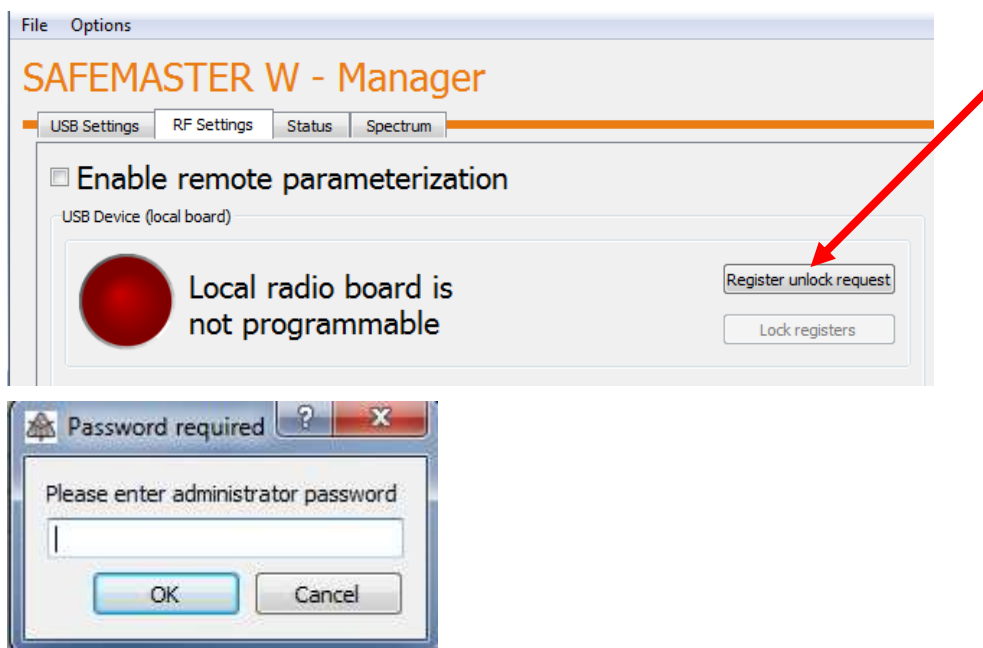 File Options
SAFEMASTER W - Manager
USB Settings RF Settings Status Spectrum
Enable remote parameterization
USB Device (local board)
Local radio board is
not programmable
Register unlock request
Lock registers
Password required
Please enter administrator password
OK Cancel